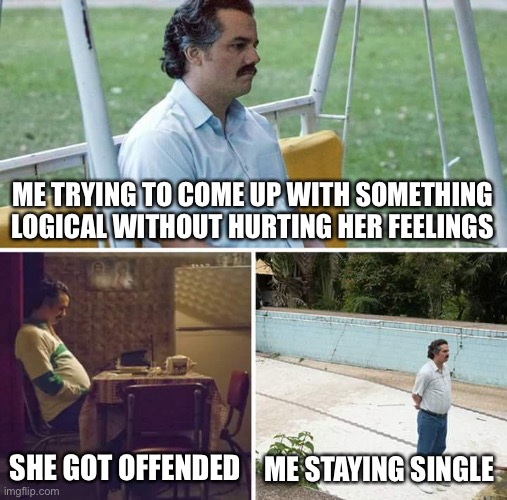 ME TRYING TO COME UP WITH SOMETHING
LOGICAL WITHOUT HURTING HER FEELINGS
SHE GOT OFFENDED
ME STAYING SINGLE
imgflip.com